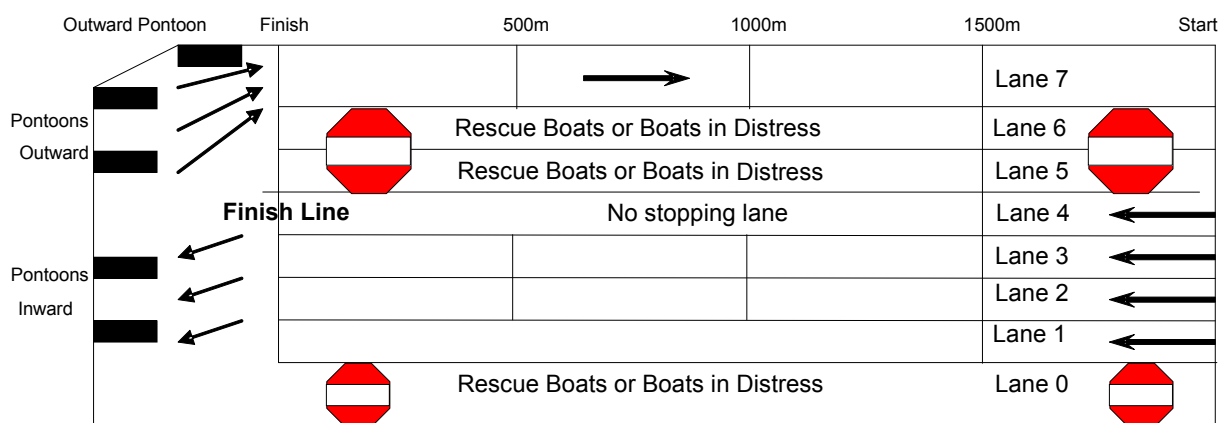 Outward Pontoon Finish 500m 1000m 1500m Start
Lane 7
Pontoons
Outward
Rescue Boats or Boats in Distress Lane 6
Rescue Boats or Boats in Distress Lane 5
Finish Line No stopping lane Lane 4
Lane 3
Pontoons
Inward
Lane 2
Lane 1
Rescue Boats or Boats in Distress Lane 0